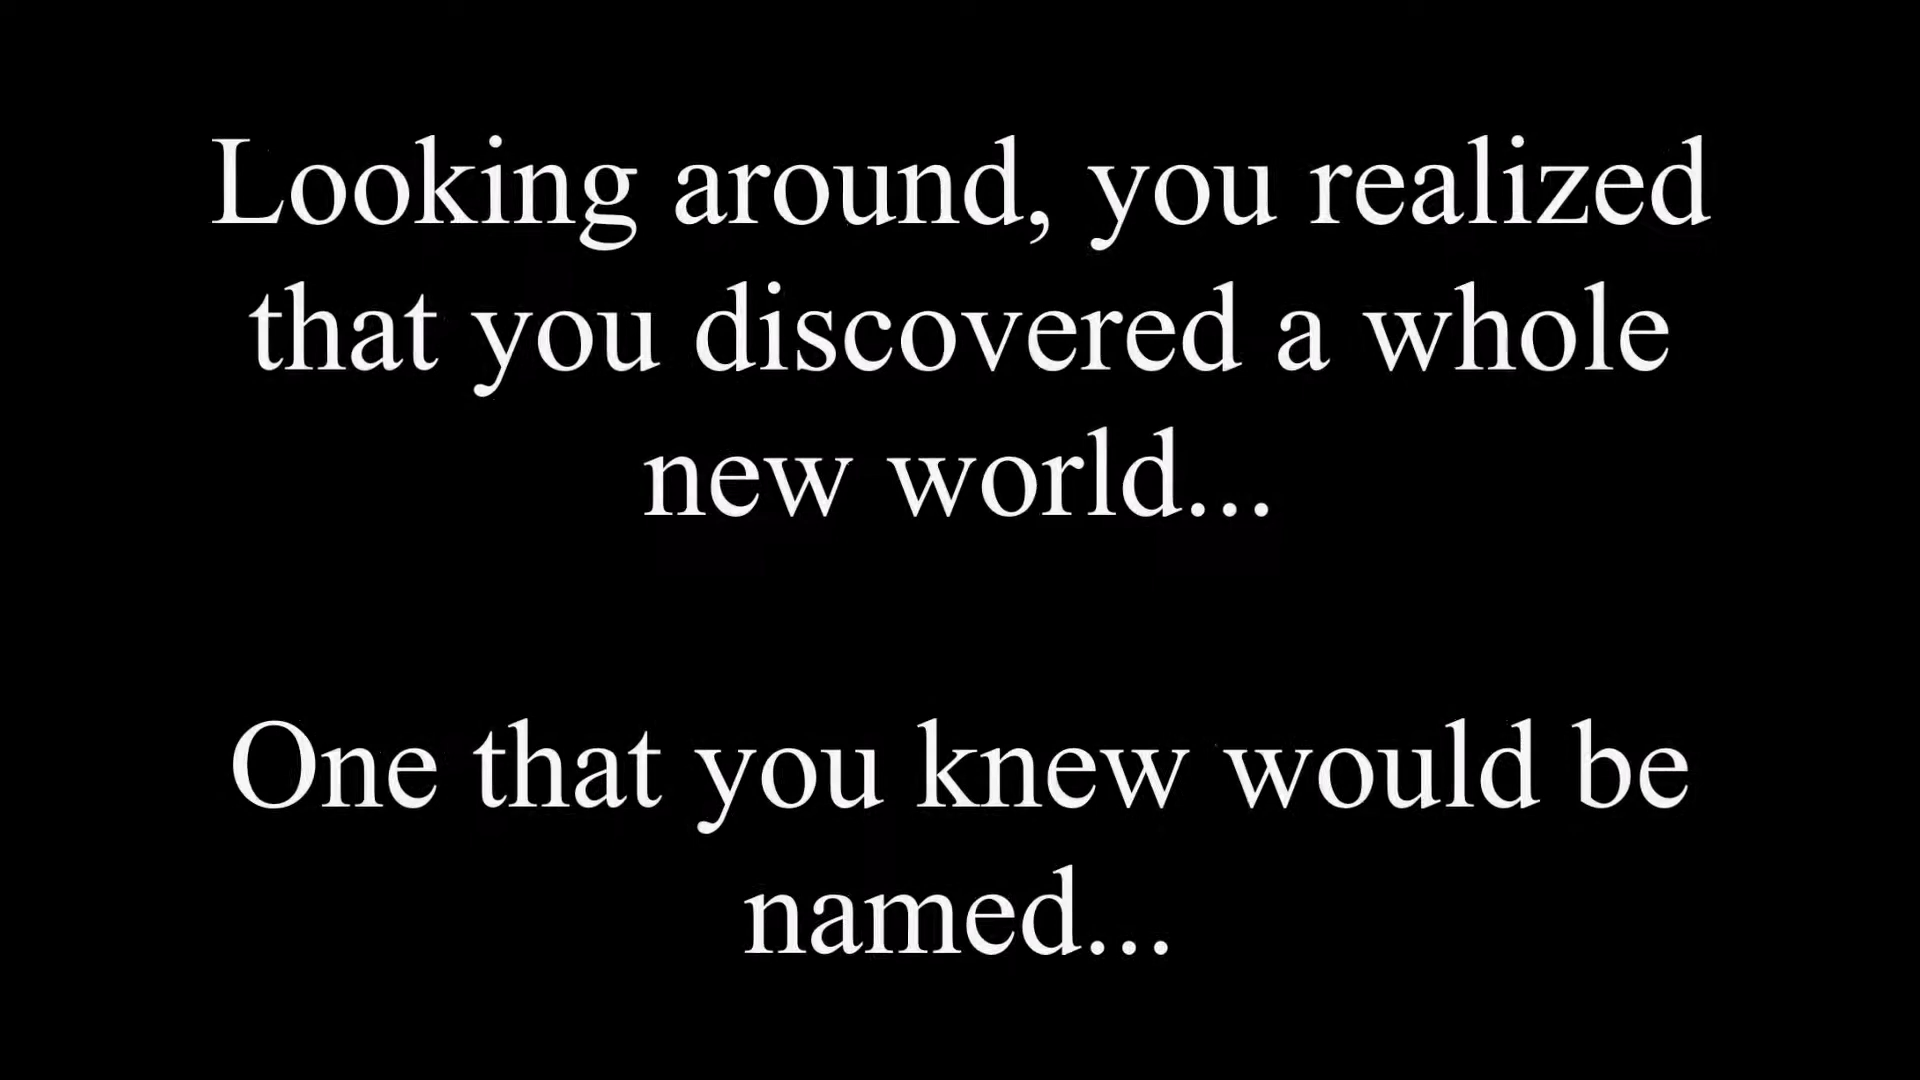 Looking around, you realized
that you discovered a whole
new world...
One that you knew would be
named...